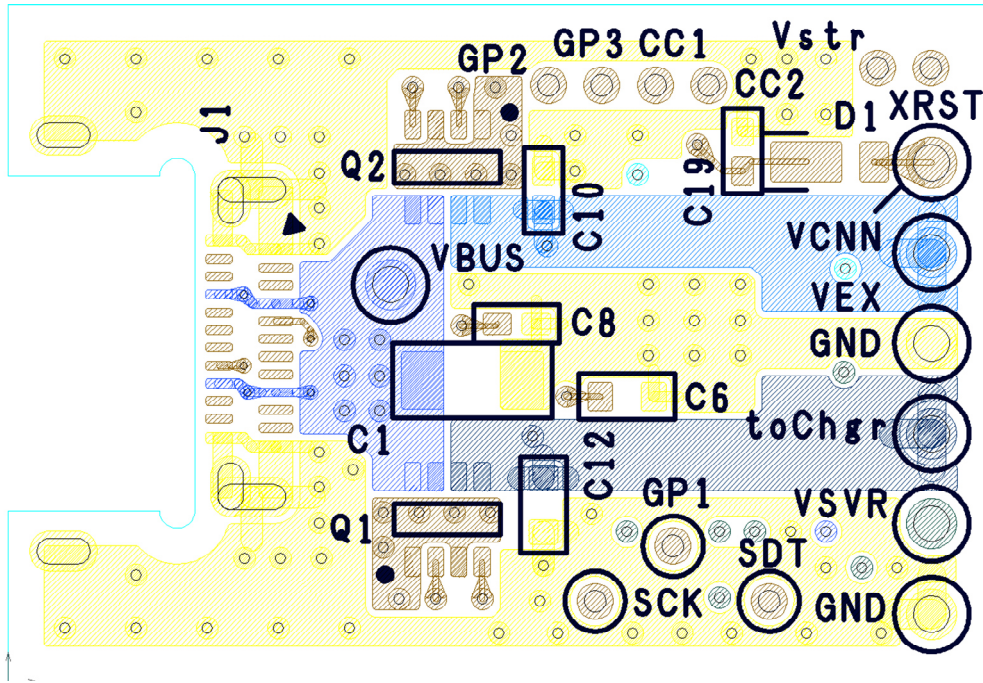 Vstr
GP3 CC1
GP2
CC2
XRST
J1
D1
Q2
C19
C10
VCNN
VBUS
VEX
C8
GND
C6
toChgr
C1
C12
GP1
VSVR
Q1
SDT
SCK
GND